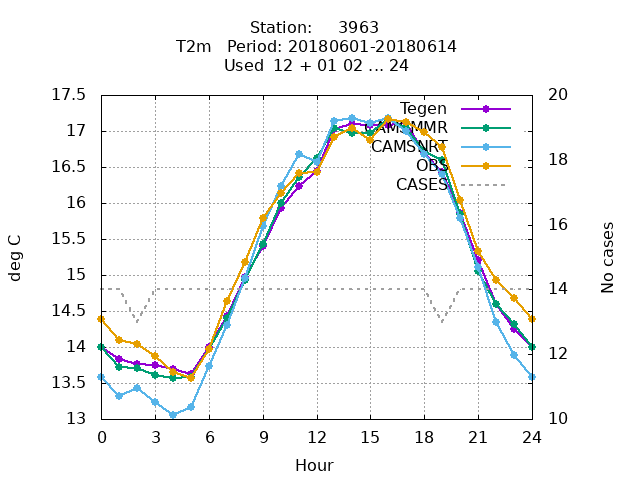 Station: 3963
T2m Period: 20180601-20180614
Used 12 + 01 02 ... 24
17.5
17
16.5
16
15.5
15
14.5
14
13.5
13
20
18
16
14
12
10
0 3 6 9 12 15 18 21 24
deg C
No cases
Hour
Tegen
CAMSMMR
CAMSNRT
OBS
CASES